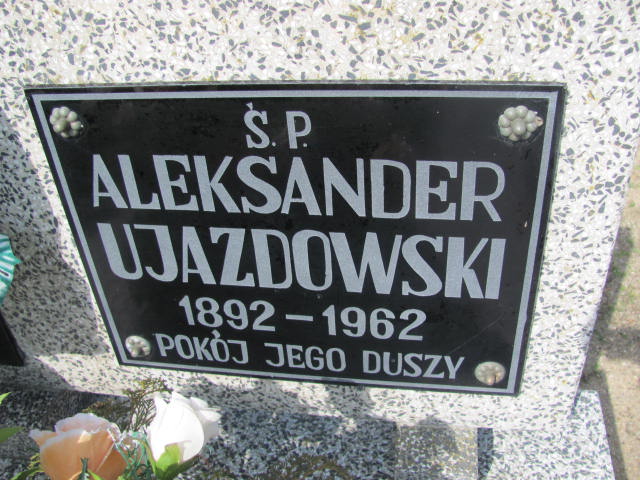 Ś. P.
ALEKSANDER
UJAZDOWSKI
1892 – 1962
POKÓJ JEGO DUSZY